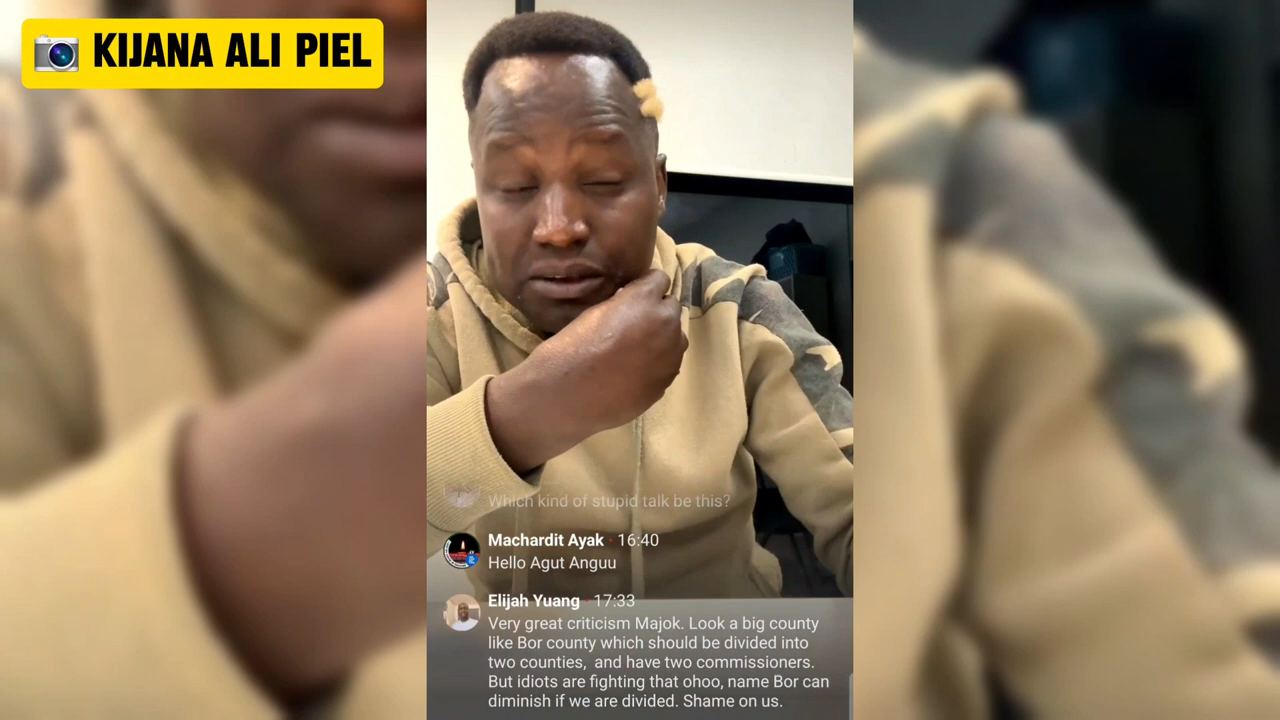 KIJANA ALI PIEL
Which kind of stupid talk be this?
Machardit Ayak · 16:40
Hello Agut Anguu
Elijah Yuang · 17:33
Very great criticism Majok. Look a big county
like Bor county which should be divided into
two counties, and have two commissioners.
But idiots are fighting that ohoo, name Bor can
diminish if we are divided. Shame on us.